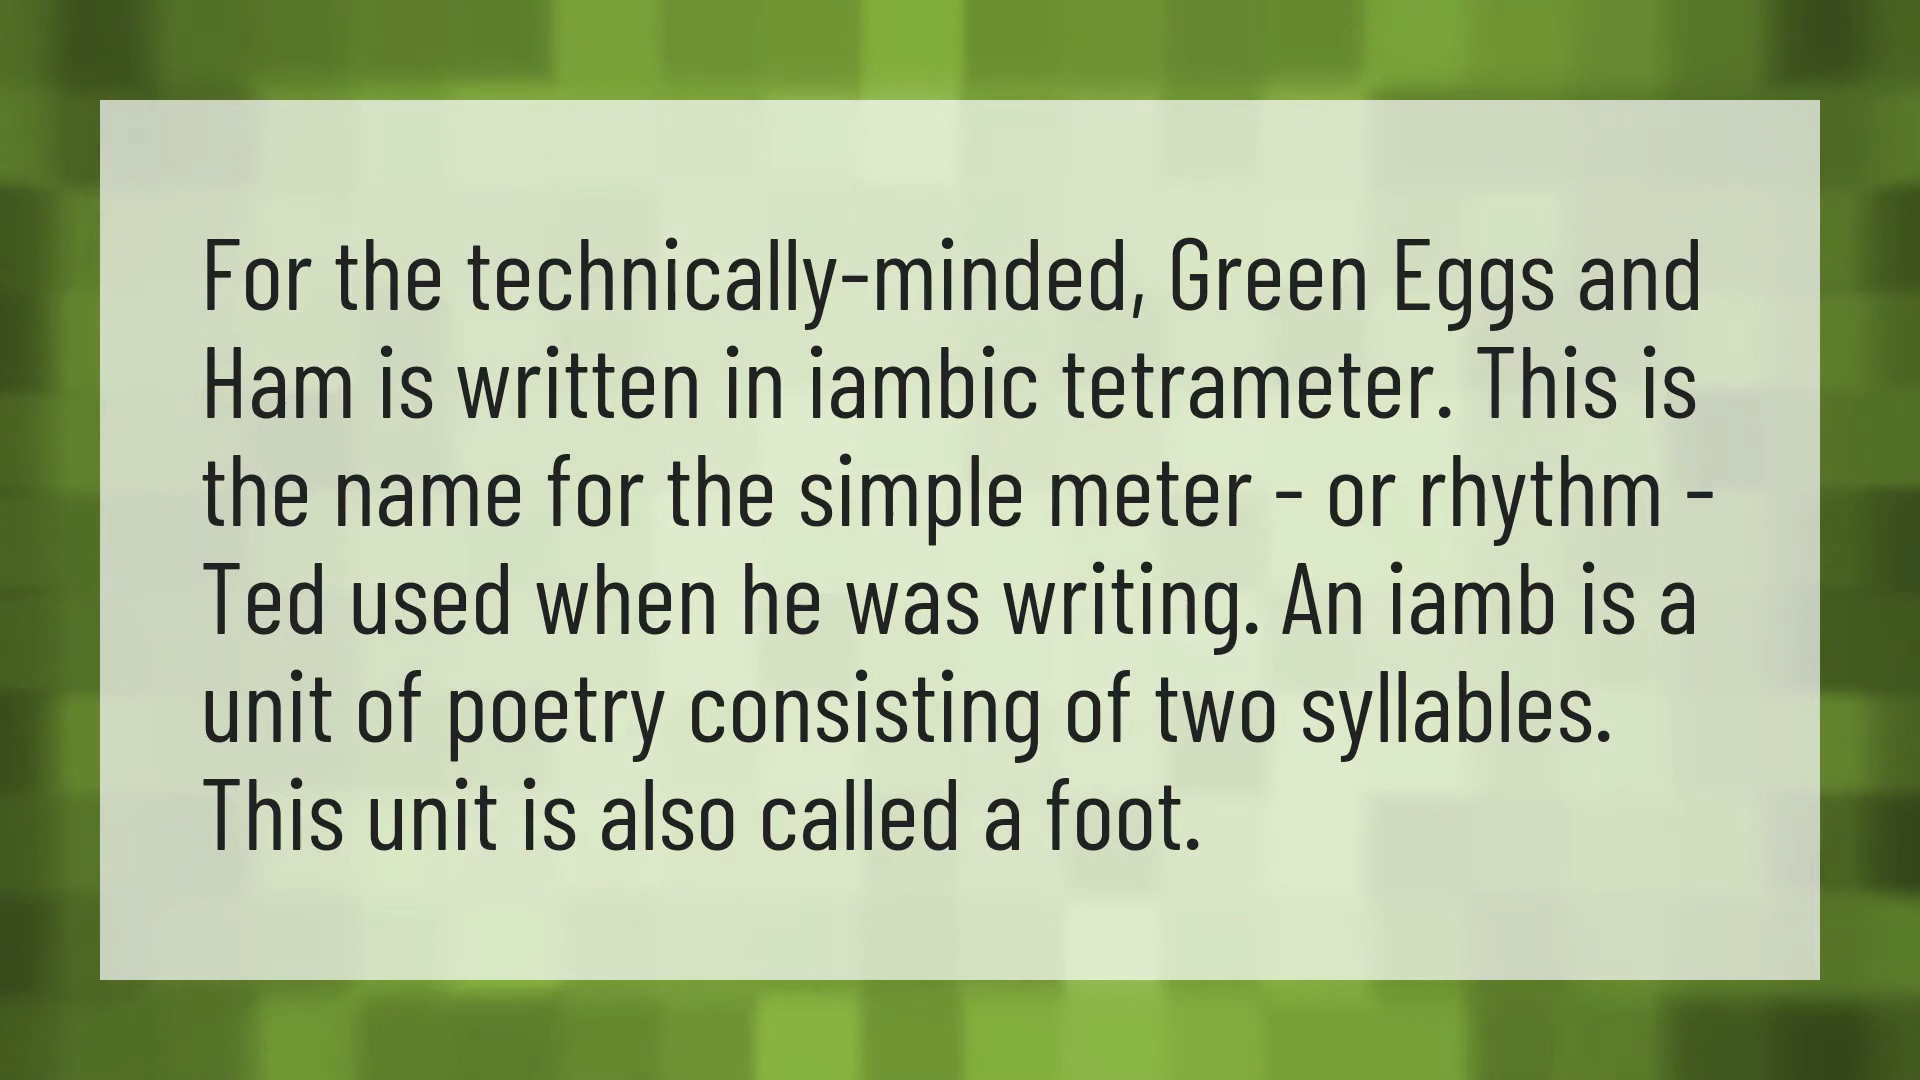 For the technically-minded, Green Eggs and
Ham is written in iambic tetrameter. This is
the name for the simple meter - or rhythm -
Ted used when he was writing. An iamb is a
unit of poetry consisting of two syllables.
This unit is also called a foot.